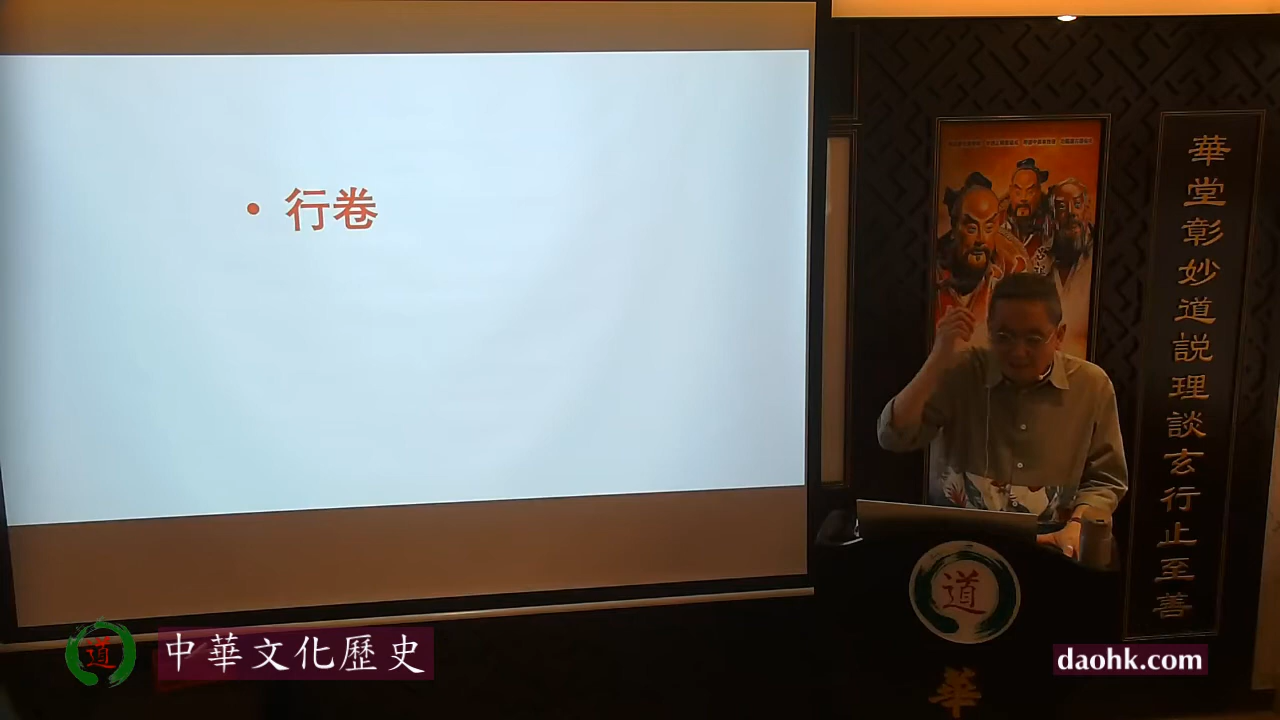 • 行卷
華堂彰妙道説理談玄行止至善
道
華
道
中華文化歷史
daohk.com